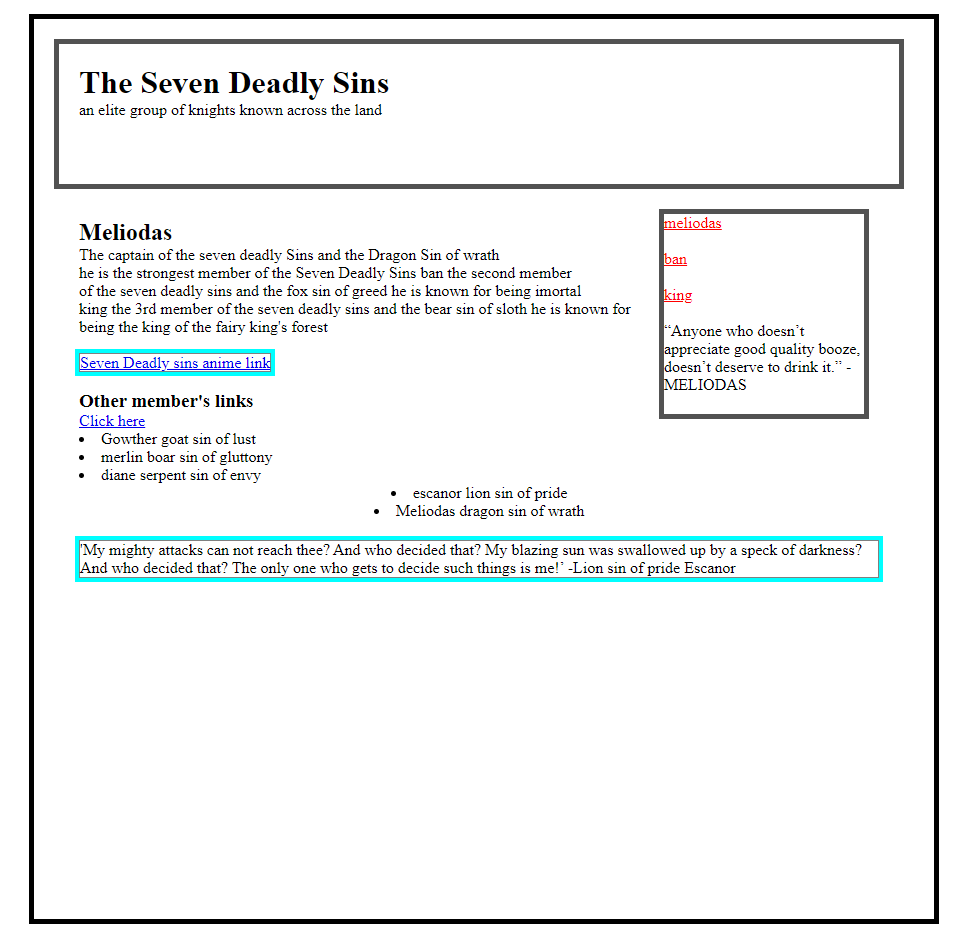 The Seven Deadly Sins
an elite group of knights known across the land
Meliodas
The captain of the seven deadly Sins and the Dragon Sin of wrath
he is the strongest member of the Seven Deadly Sins ban the second member
of the seven deadly sins and the fox sin of greed he is known for being imortal
king the 3rd member of the seven deadly sins and the bear sin of sloth he is known for
being the king of the fairy king's forest
Seven Deadly sins anime link
Other member's links
Click here
• Gowther goat sin of lust
• merlin boar sin of gluttony
• diane serpent sin of envy
• escanor lion sin of pride
• Meliodas dragon sin of wrath
meliodas
ban
king
“Anyone who doesn’t
appreciate good quality booze,
doesn’t deserve to drink it.” -
MELIODAS
'My mighty attacks can not reach thee? And who decided that? My blazing sun was swallowed up by a speck of darkness?
And who decided that? The only one who gets to decide such things is me!’ -Lion sin of pride Escanor